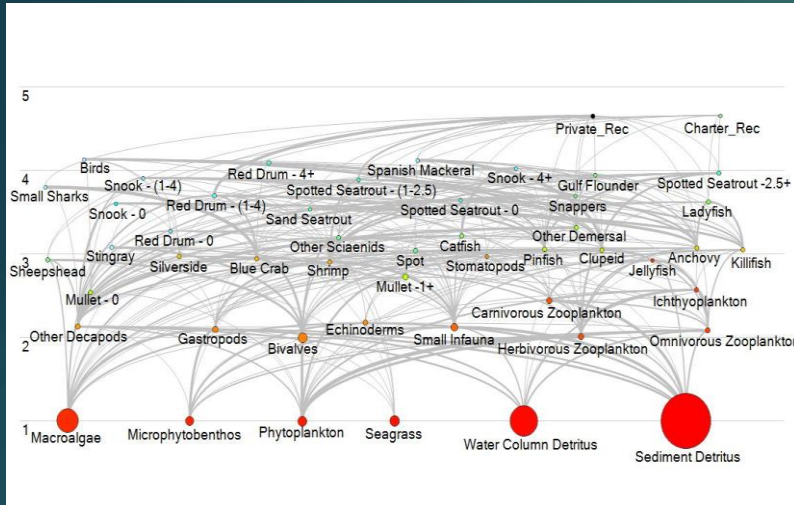 5
Private_Rec
Charter_Rec
4
Birds
Red Drum - 4+
Spanish Mackeral
Snook - 4+
Gulf Flounder
Spotted Seatrout -2.5+
Small Sharks
Snook - (1-4)
Red Drum - (1-4)
Spotted Seatrout - (1-2.5)
Snappers
Ladyfish
Snook - 0
Sand Seatrout
Spotted Seatrout - 0
Red Drum - 0
Other Sciaenids
Catfish
Other Demersal
3
Sheepshead
Stingray
Silverside
Blue Crab
Shrimp
Spot
Stomatopods
Pinfish
Clupeid
Jellyfish
Anchovy
Killifish
Mullet - 0
Mullet -1+
Carnivorous Zooplankton
Ichthyoplankton
2
Other Decapods
Gastropods
Bivalves
Echinoderms
Small Infauna
Herbivorous Zooplankton
Omnivorous Zooplankton
1
Macroalgae
Microphytobenthos
Phytoplankton
Seagrass
Water Column Detritus
Sediment Detritus